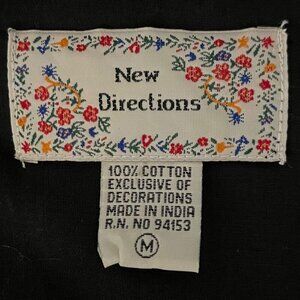 New
Directions
100% COTTON
EXCLUSIVE OF
DECORATIONS
MADE IN INDIA
R.N. NO 94153
M